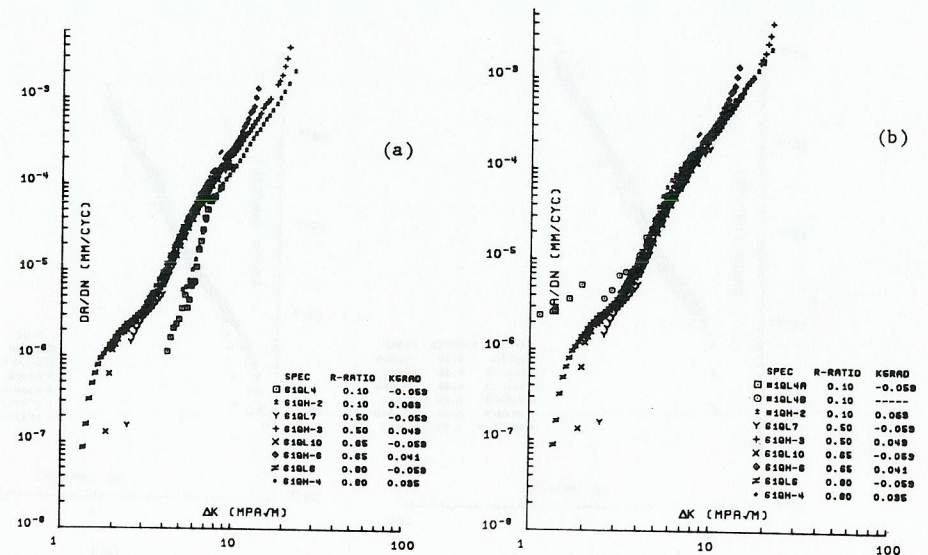 (a)
10⁻³
10⁻⁴
10⁻⁵
10⁻⁶
10⁻⁷
10⁻⁸
DA/DN (MM/CYC)
SPEC R-RATIO K5RAD
61QL4 0.10 -0.059
61QH-2 0.10 0.069
61QL7 0.50 -0.059
61QH-3 0.50 0.049
61QL10 0.65 -0.059
61QH-6 0.65 0.041
61QL6 0.80 -0.059
61QH-4 0.80 0.035
1 10 100
ΔK (MPA√M)
(b)
10⁻³
10⁻⁴
10⁻⁵
10⁻⁶
10⁻⁷
10⁻⁸
DA/DN (MM/CYC)
SPEC R-RATIO K5RAD
■1QL4A 0.10 -0.059
■1QL4B 0.10 -----
■1QH-2 0.10 0.069
61QL7 0.50 -0.059
61QH-3 0.50 0.049
61QL10 0.65 -0.059
61QH-6 0.65 0.041
61QL6 0.80 -0.059
61QH-4 0.80 0.035
1 10 100
ΔK (MPA√M)